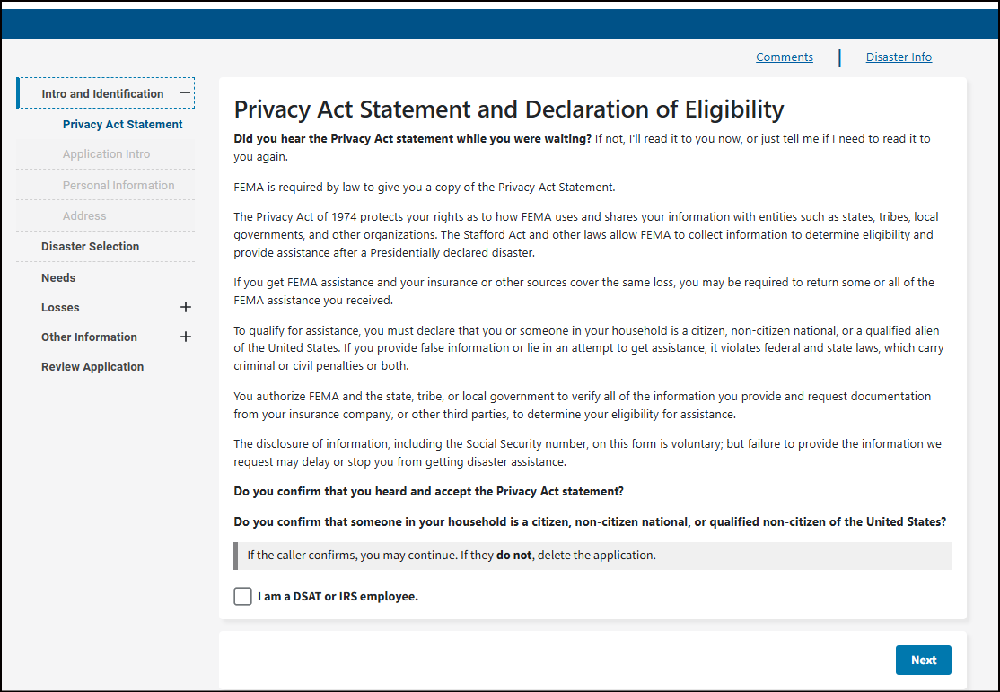 Comments | Disaster Info
Intro and Identification
Privacy Act Statement
Application Intro
Personal Information
Address
Disaster Selection
Needs
Losses
Other Information
Review Application
Privacy Act Statement and Declaration of Eligibility
Did you hear the Privacy Act statement while you were waiting? If not, I'll read it to you now, or just tell me if I need to read it to
you again.
FEMA is required by law to give you a copy of the Privacy Act Statement.
The Privacy Act of 1974 protects your rights as to how FEMA uses and shares your information with entities such as states, tribes, local
governments, and other organizations. The Stafford Act and other laws allow FEMA to collect information to determine eligibility and
provide assistance after a Presidentially declared disaster.
If you get FEMA assistance and your insurance or other sources cover the same loss, you may be required to return some or all of the
FEMA assistance you received.
To qualify for assistance, you must declare that you or someone in your household is a citizen, non-citizen national, or a qualified alien
of the United States. If you provide false information or lie in an attempt to get assistance, it violates federal and state laws, which carry
criminal or civil penalties or both.
You authorize FEMA and the state, tribe, or local government to verify all of the information you provide and request documentation
from your insurance company, or other third parties, to determine your eligibility for assistance.
The disclosure of information, including the Social Security number, on this form is voluntary; but failure to provide the information we
request may delay or stop you from getting disaster assistance.
Do you confirm that you heard and accept the Privacy Act statement?
Do you confirm that someone in your household is a citizen, non-citizen national, or qualified non-citizen of the United States?
If the caller confirms, you may continue. If they do not, delete the application.
I am a DSAT or IRS employee.
Next